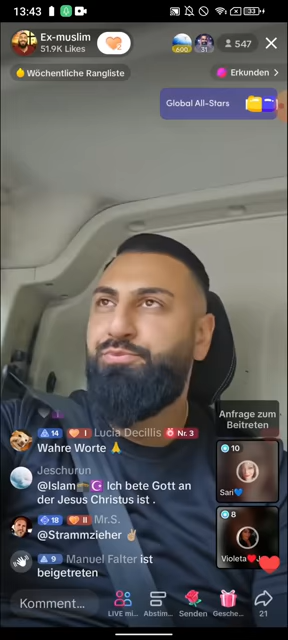 13:43
33
Ex-muslim
51.9K Likes
600
31
547
Wöchentliche Rangliste
Erkunden >
Global All-Stars
Anfrage zum
Beitreten
14 I Lucia Decillis Nr. 3
Wahre Worte 🙏
Jeschurun
@Islam ☪️ Ich bete Gott an
der Jesus Christus ist .
18 II Mr.S.
@Strammzieher ✌🏼
9 Manuel Falter ist
beigetreten
10
Sari💙
8
Violeta❤️
Komment...
LIVE mi...
Abstim...
Senden
Gesche...
21